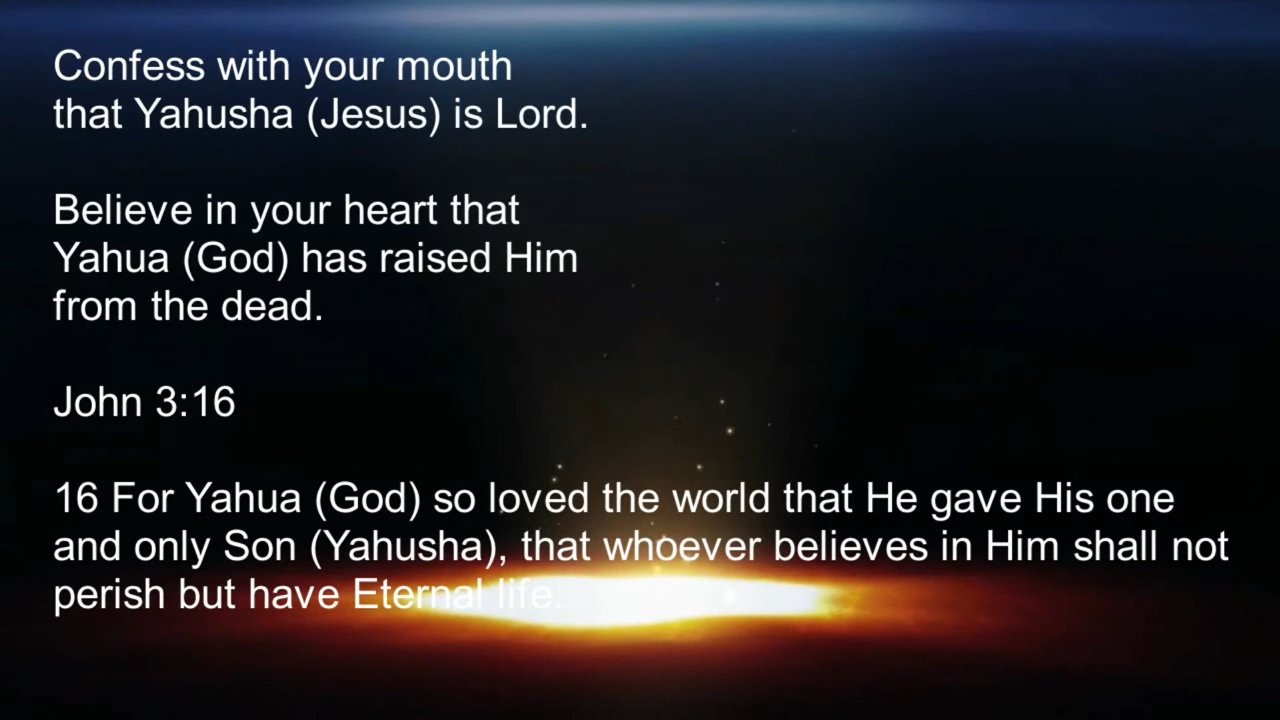 Confess with your mouth
that Yahusha (Jesus) is Lord.
Believe in your heart that
Yahua (God) has raised Him
from the dead.
John 3:16
16 For Yahua (God) so loved the world that He gave His one
and only Son (Yahusha), that whoever believes in Him shall not
perish but have Eternal life.